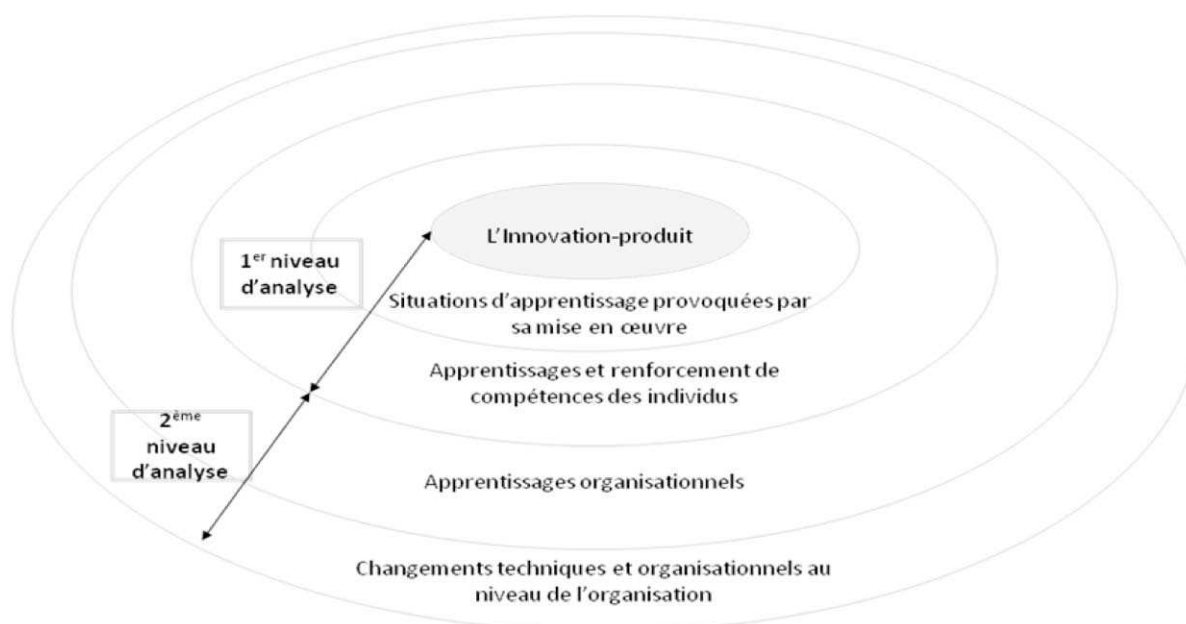 L'Innovation-produit
1er niveau
d'analyse
Situations d'apprentissage provoquées par
sa mise en œuvre
Apprentissages et renforcement de
compétences des individus
2ème
niveau
d'analyse
Apprentissages organisationnels
Changements techniques et organisationnels au
niveau de l'organisation